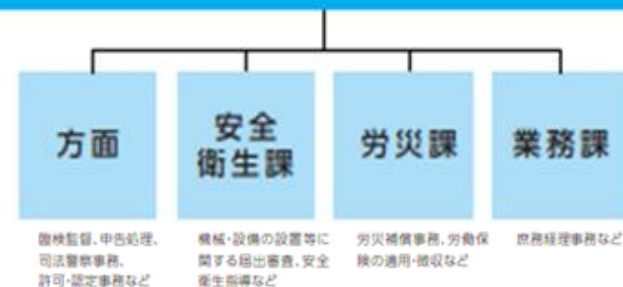 方面
安全
衛生課
労災課
業務課
臨検監督、申告処理、
司法警察事務、
許可・認定事務など
機械・設備の設置等に
関する届出審査、安全
衛生指導など
労災補償事務、労働保
険の適用・徴収など
庶務経理事務など